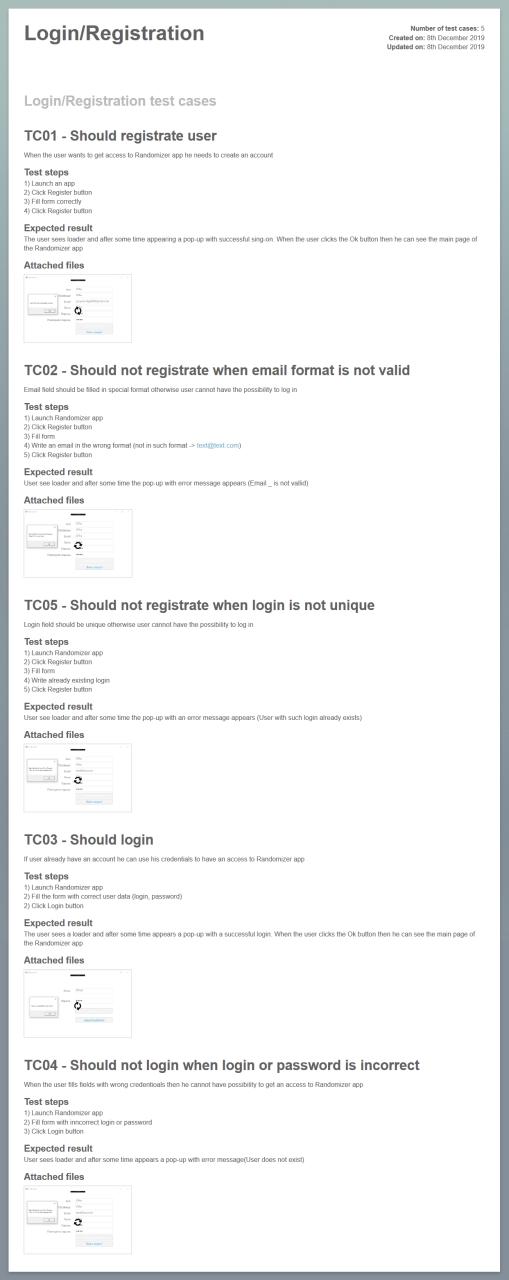 Login/Registration
Number of test cases: 5
Created on: 8th December 2019
Updated on: 8th December 2019
Login/Registration test cases
TC01 - Should registrate user
When the user wants to get access to Randomizer app he needs to create an account
Test steps
1) Launch an app
2) Click Register button
3) Fill form correctly
4) Click Register button
Expected result
The user sees loader and after some time appearing a pop-up with successful sing-on. When the user clicks the Ok button then he can see the main page of
the Randomizer app
Attached files
TC02 - Should not registrate when email format is not valid
Email field should be filled in special format otherwise user cannot have the possibility to log in
Test steps
1) Launch Randomizer app
2) Click Register button
3) Fill form
4) Write an email in the wrong format (not in such format -> text@text.com)
5) Click Register button
Expected result
User see loader and after some time the pop-up with error message appears (Email _ is not valid)
Attached files
TC05 - Should not registrate when login is not unique
Login field should be unique otherwise user cannot have the possibility to log in
Test steps
1) Launch Randomizer app
2) Click Register button
3) Fill form
4) Write already existing login
5) Click Register button
Expected result
User see loader and after some time the pop-up with an error message appears (User with such login already exists)
Attached files
TC03 - Should login
If user already have an account he can use his credentials to have an access to Randomizer app
Test steps
1) Launch Randomizer app
2) Fill the form with correct user data (login, password)
2) Click Login button
Expected result
The user sees a loader and after some time appears a pop-up with a successful login. When the user clicks the Ok button then he can see the main page of
the Randomizer app
Attached files
TC04 - Should not login when login or password is incorrect
When the user fills fields with wrong credentioals then he cannot have possibility to get an access to Randomizer app
Test steps
1) Launch Randomizer app
2) Fill form with inncorrect login or password
3) Click Login button
Expected result
User sees loader and after some time appears a pop-up with error message(User does not exist)
Attached files